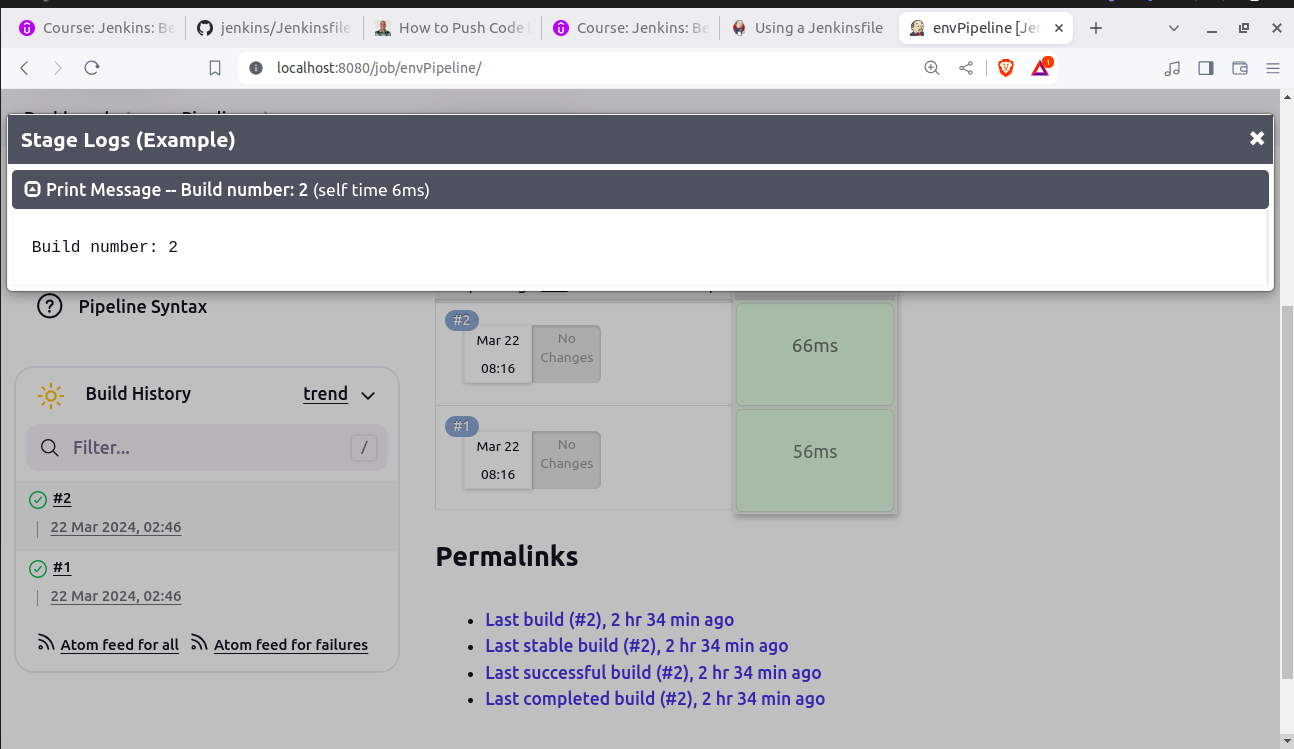 Course: Jenkins: Be
jenkins/Jenkinsfile
How to Push Code
Course: Jenkins: Be
Using a Jenkinsfile
envPipeline [Jen
localhost:8080/job/envPipeline/
1
Stage Logs (Example)
Print Message -- Build number: 2 (self time 6ms)
Build number: 2
Pipeline Syntax
Build History
trend
Filter...
/
#2
22 Mar 2024, 02:46
#1
22 Mar 2024, 02:46
Atom feed for all
Atom feed for failures
#2
Mar 22
08:16
No
Changes
66ms
#1
Mar 22
08:16
No
Changes
56ms
Permalinks
Last build (#2), 2 hr 34 min ago
Last stable build (#2), 2 hr 34 min ago
Last successful build (#2), 2 hr 34 min ago
Last completed build (#2), 2 hr 34 min ago